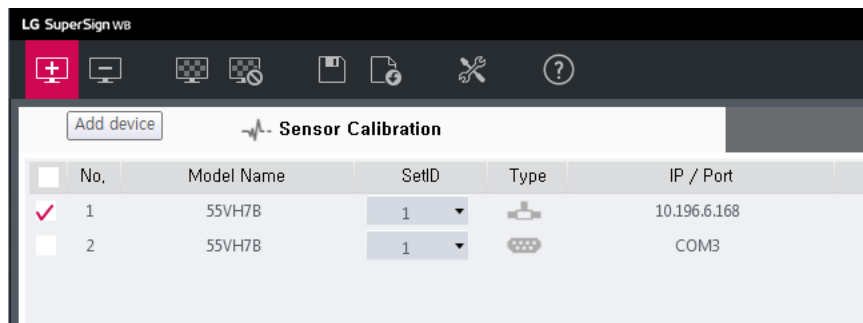 LG SuperSign WB
Add device
Sensor Calibration
No, Model Name SetID Type IP / Port
1 55VH7B 1 10.196.6.168
2 55VH7B 1 COM3